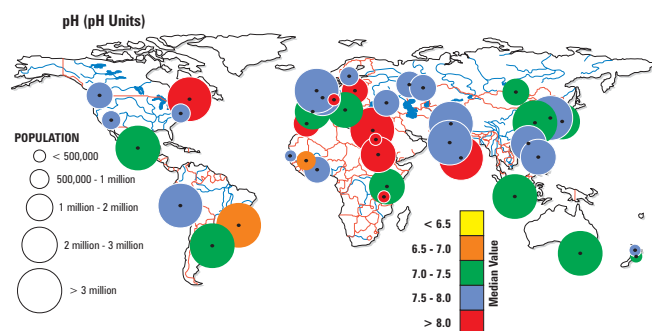 pH (pH Units)
POPULATION
< 500,000
500,000 - 1 million
1 million - 2 million
2 million - 3 million
> 3 million
< 6.5
6.5-7.0
7.0-7.5
7.5-8.0
> 8.0
Median Value